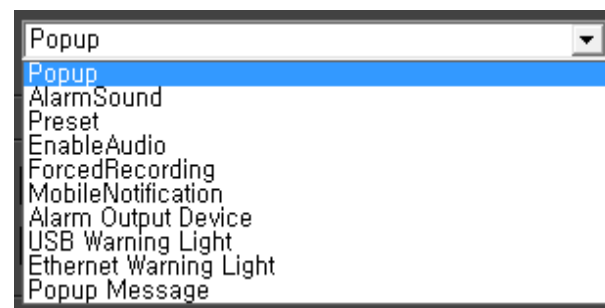 Popup
Popup
AlarmSound
Preset
EnableAudio
ForcedRecording
MobileNotification
Alarm Output Device
USB Warning Light
Ethernet Warning Light
Popup Message